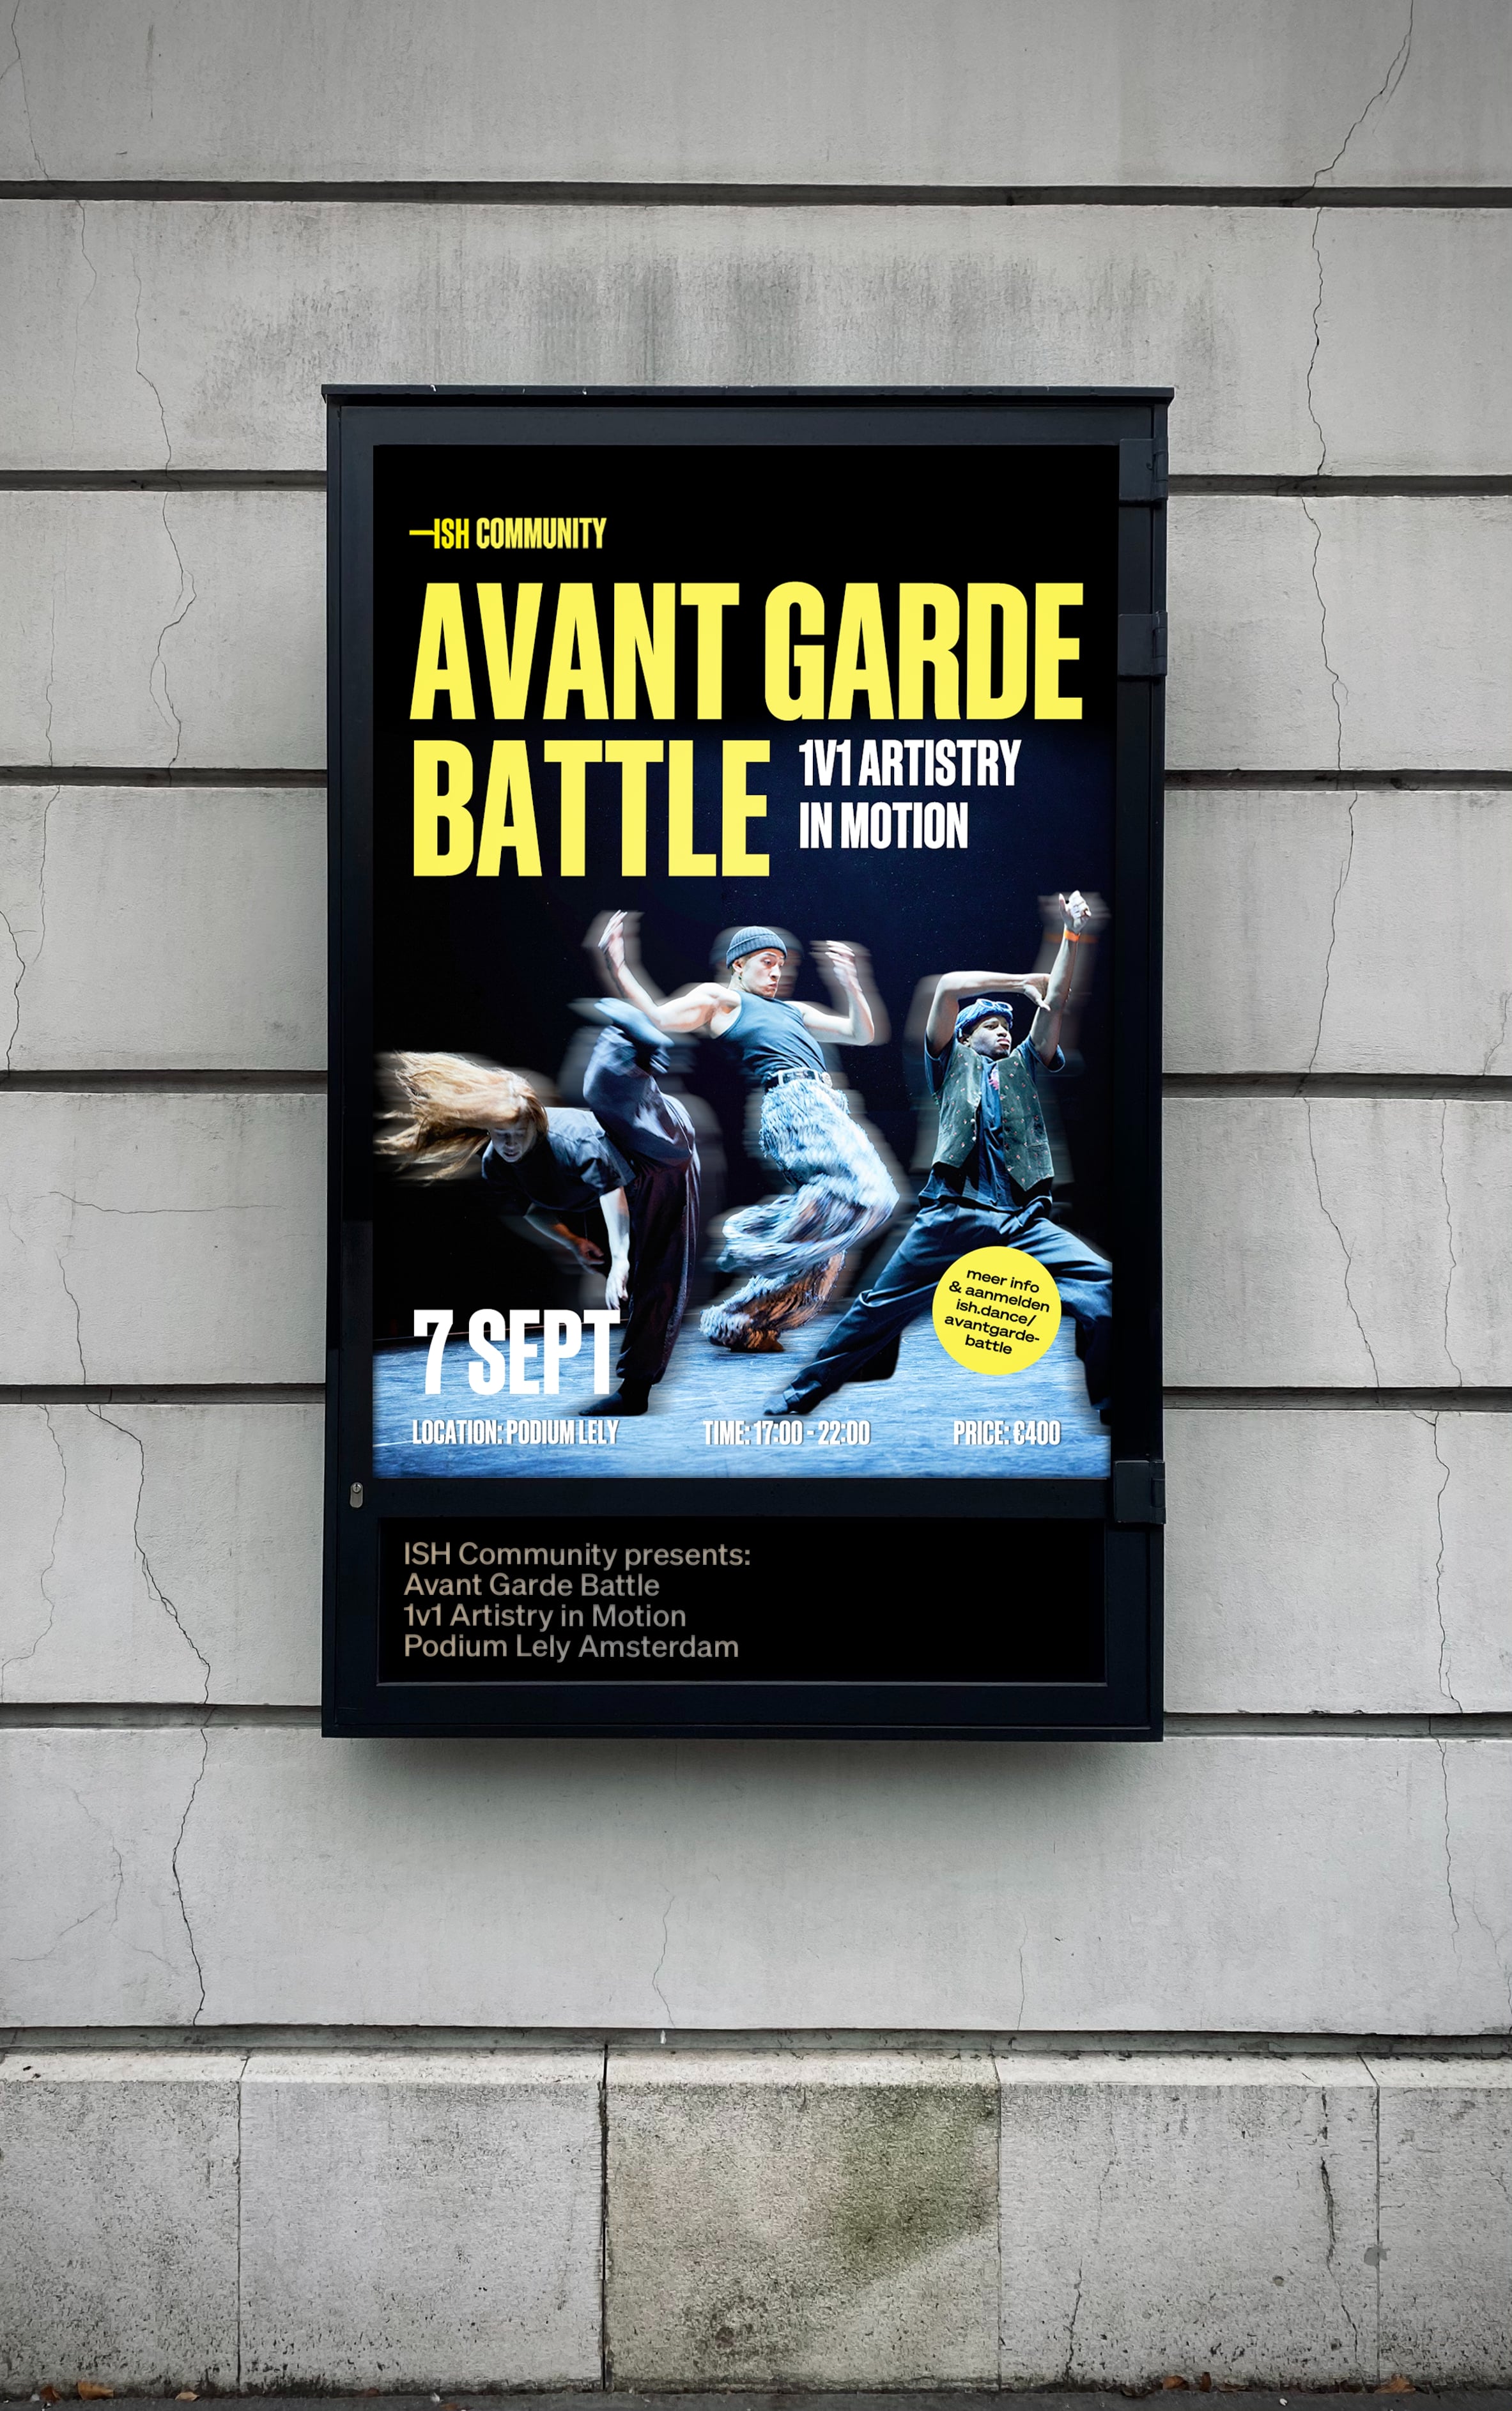 ISH COMMUNITY
AVANT GARDE
BATTLE
1V1 ARTISTRY
IN MOTION
7 SEPT
meer info
& aanmelden
ish.dance/
avantgarde-
battle
LOCATION: PODIUM LELY
TIME: 17:00 - 22:00
PRICE: €400
ISH Community presents:
Avant Garde Battle
1v1 Artistry in Motion
Podium Lely Amsterdam